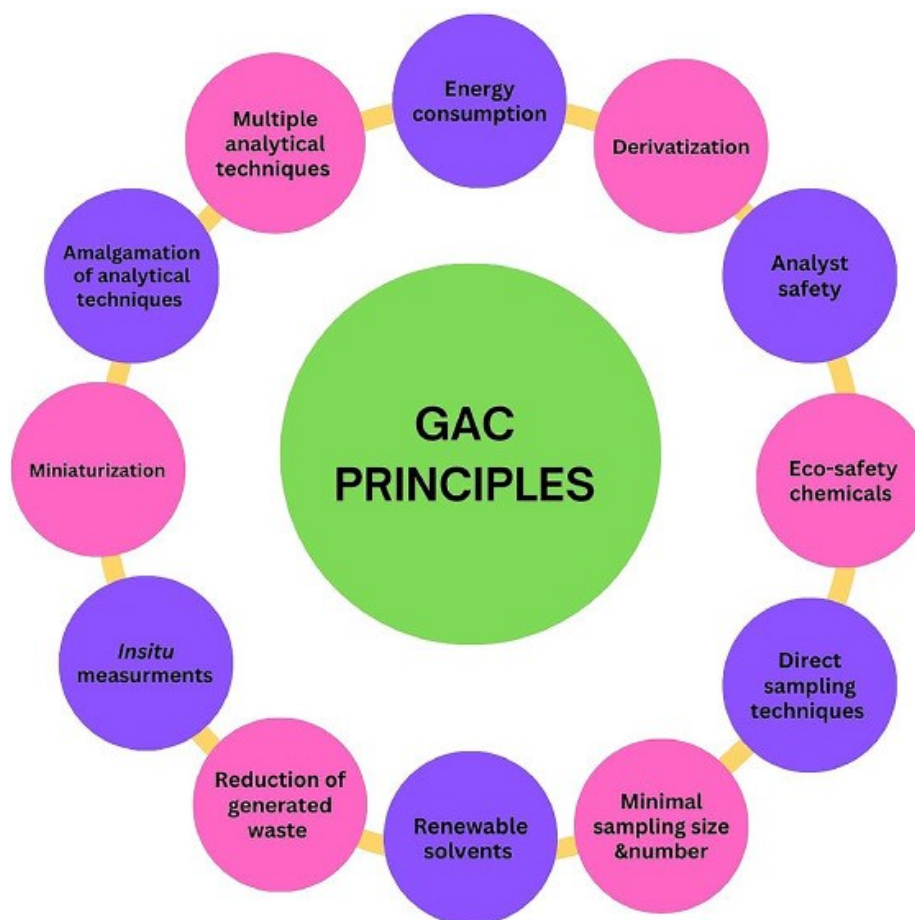 Energy
consumption
Derivatization
Analyst
safety
Eco-safety
chemicals
Direct
sampling
techniques
Minimal
sampling size
&number
Renewable
solvents
Reduction of
generated
waste
Insitu
measurments
Miniaturization
Amalgamation
of analytical
techniques
Multiple
analytical
techniques
GAC
PRINCIPLES